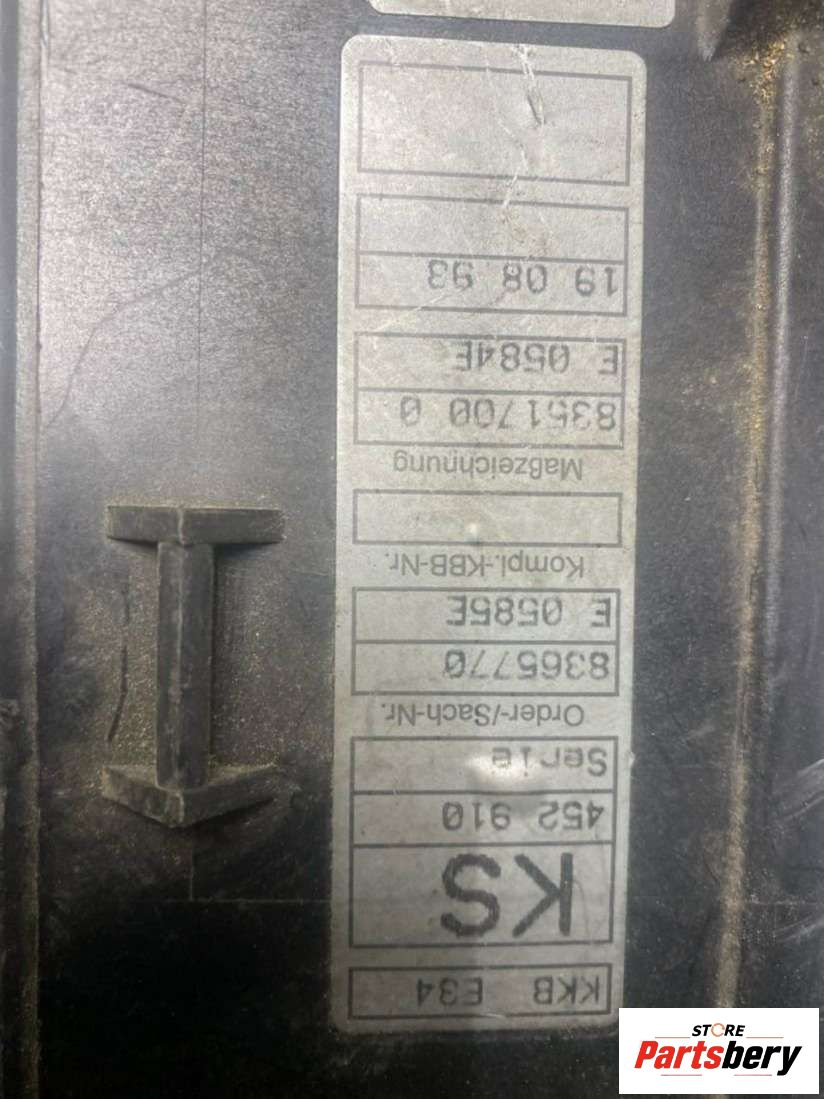 KKB E34
KS
452 910
Serie
Order-/Sach-Nr.
8365770
E 0585E
Kompl.-KBB-Nr.
Maßzeichnung
8351700 0
E 0584E
19 08 93
STORE
Partsbery